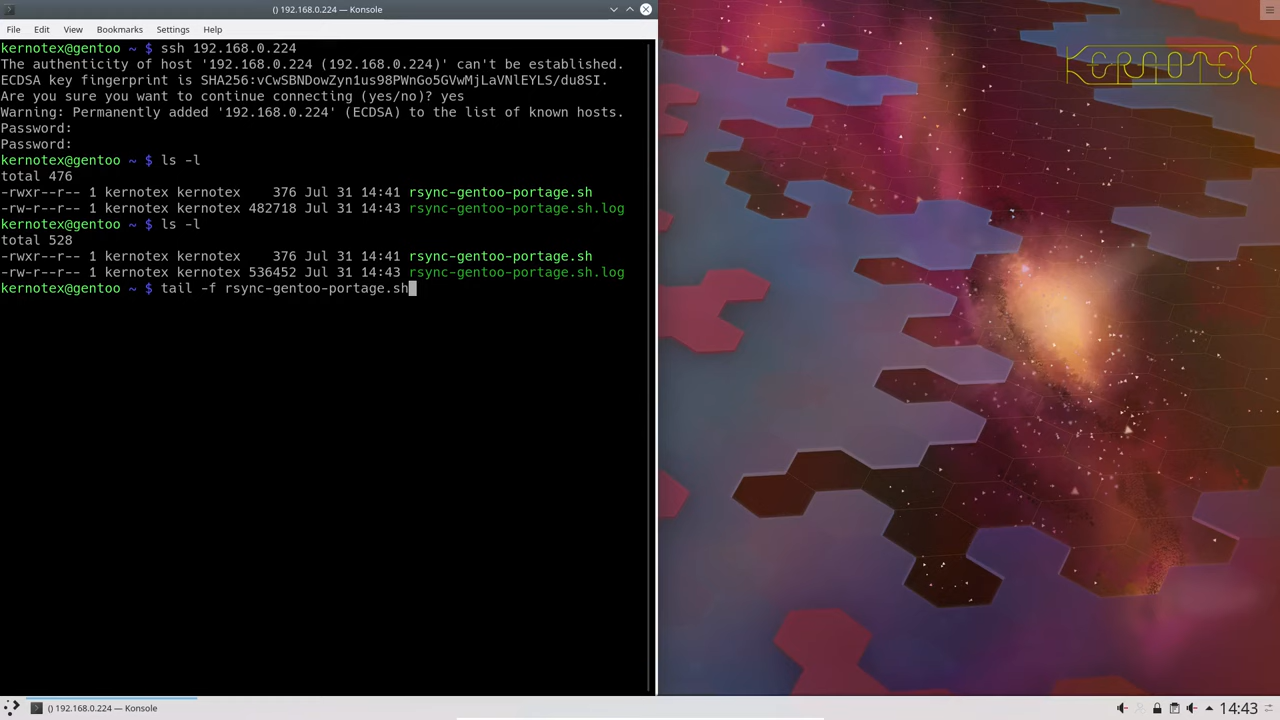 () 192.168.0.224 — Konsole
File Edit View Bookmarks Settings Help
kernotex@gentoo ~ $ ssh 192.168.0.224
The authenticity of host '192.168.0.224 (192.168.0.224)' can't be established.
ECDSA key fingerprint is SHA256:vCwSBNDowZyn1us98PWnGo5GVwMjLaVNlEYLS/du8SI.
Are you sure you want to continue connecting (yes/no)? yes
Warning: Permanently added '192.168.0.224' (ECDSA) to the list of known hosts.
Password:
Password:
kernotex@gentoo ~ $ ls -l
total 476
-rwxr--r-- 1 kernotex kernotex    376 Jul 31 14:41 rsync-gentoo-portage.sh
-rw-r--r-- 1 kernotex kernotex 482718 Jul 31 14:43 rsync-gentoo-portage.sh.log
kernotex@gentoo ~ $ ls -l
total 528
-rwxr--r-- 1 kernotex kernotex    376 Jul 31 14:41 rsync-gentoo-portage.sh
-rw-r--r-- 1 kernotex kernotex 536452 Jul 31 14:43 rsync-gentoo-portage.sh.log
kernotex@gentoo ~ $ tail -f rsync-gentoo-portage.sh
KERNOTEX
() 192.168.0.224 — Konsole
14:43